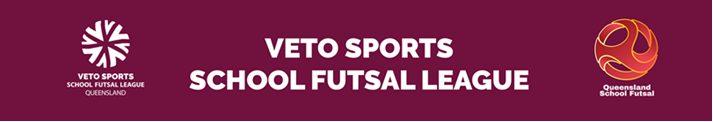 VETO SPORTS
SCHOOL FUTSAL LEAGUE
QUEENSLAND
VETO SPORTS
SCHOOL FUTSAL LEAGUE
Queensland
School Futsal